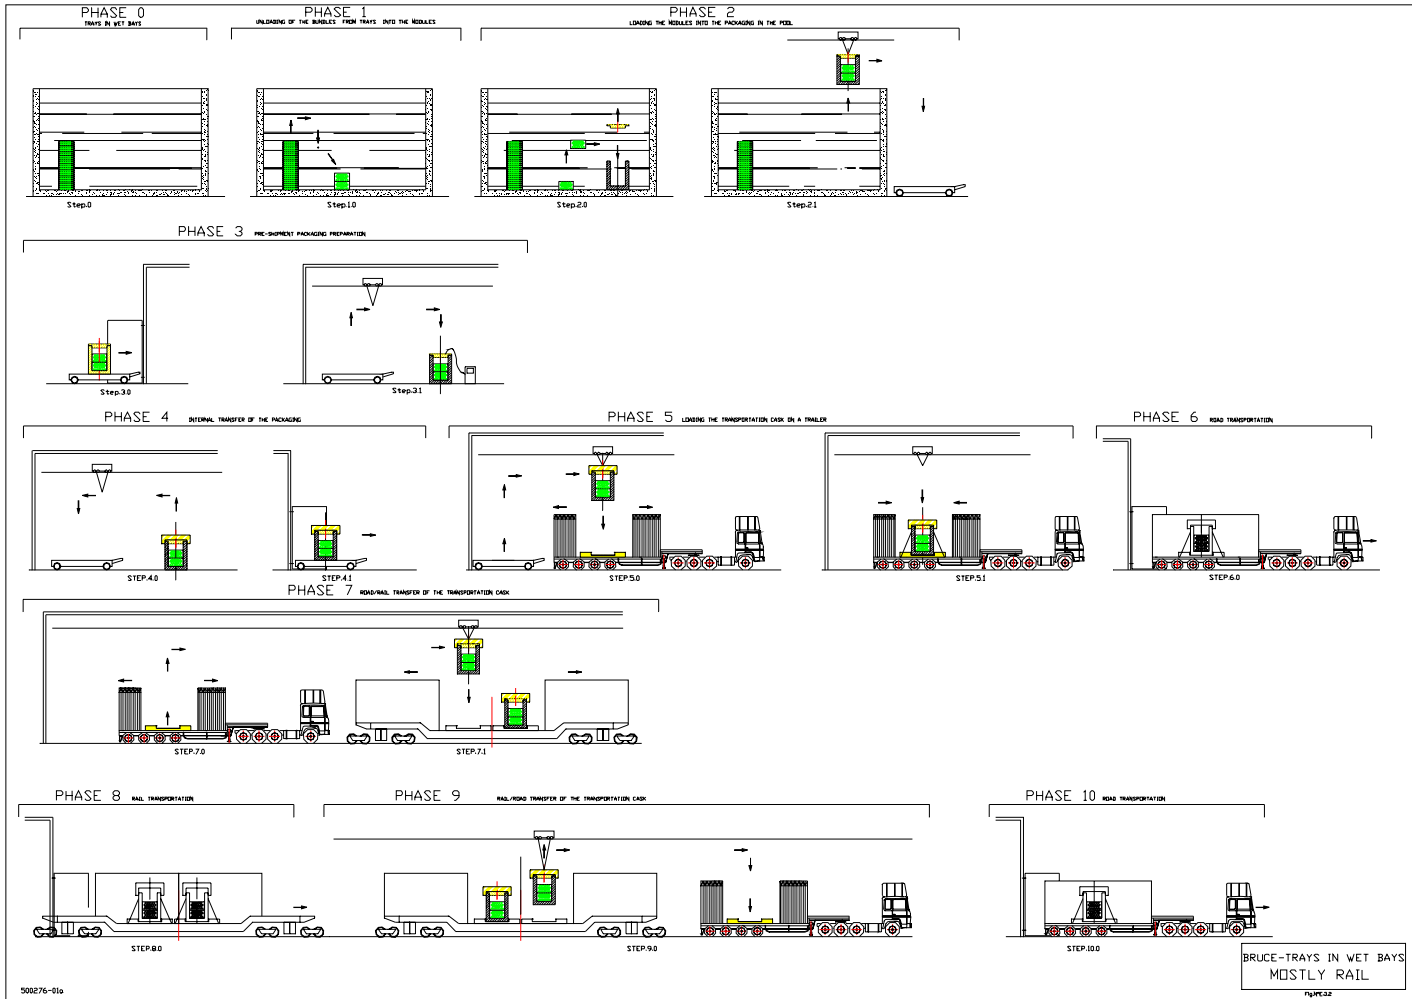 PHASE 0
TRAYS IN WET BAYS
PHASE 1
UNLOADING OF THE BUNDLES FROM TRAYS INTO THE MODULES
PHASE 2
LOADING THE MODULES INTO THE PACKAGING IN THE POOL
Step.0
Step.1.0
Step.2.0
Step.2.1
PHASE 3 PRE-SHIPMENT PACKAGING PREPARATION
Step.3.0
Step.3.1
PHASE 4 INTERNAL TRANSFER OF THE PACKAGING
PHASE 5 LOADING THE TRANSPORTATION CASK ON A TRAILER
PHASE 6 ROAD TRANSPORTATION
STEP.4.0
STEP.4.1
STEP.5.0
STEP.5.1
STEP.6.0
PHASE 7 ROAD/RAIL TRANSFER OF THE TRANSPORTATION CASK
STEP.7.0
STEP.7.1
PHASE 8 RAIL TRANSPORTATION
PHASE 9 RAIL/ROAD TRANSFER OF THE TRANSPORTATION CASK
PHASE 10 ROAD TRANSPORTATION
STEP.8.0
STEP.9.0
STEP.10.0
BRUCE-TRAYS IN WET BAYS
MOSTLY RAIL
500276-01a